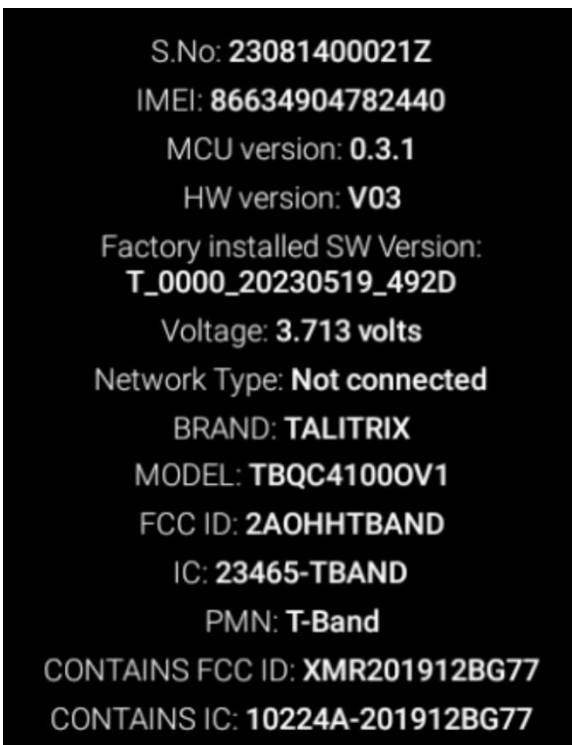 S.No: 23081400021Z
IMEI: 86634904782440
MCU version: 0.3.1
HW version: V03
Factory installed SW Version:
T_0000_20230519_492D
Voltage: 3.713 volts
Network Type: Not connected
BRAND: TALITRIX
MODEL: TBQC4100OV1
FCC ID: 2AOHHTBAND
IC: 23465-TBAND
PMN: T-Band
CONTAINS FCC ID: XMR201912BG77
CONTAINS IC: 10224A-201912BG77